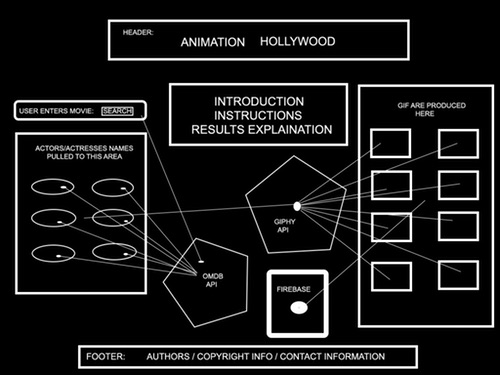 HEADER:
ANIMATION HOLLYWOOD
USER ENTERS MOVIE: SEARCH
INTRODUCTION
INSTRUCTIONS
RESULTS EXPLAINATION
GIF ARE PRODUCED
HERE
ACTORS/ACTRESSES NAMES
PULLED TO THIS AREA
GIPHY
API
OMDB
API
FIREBASE
FOOTER: AUTHORS / COPYRIGHT INFO / CONTACT INFORMATION